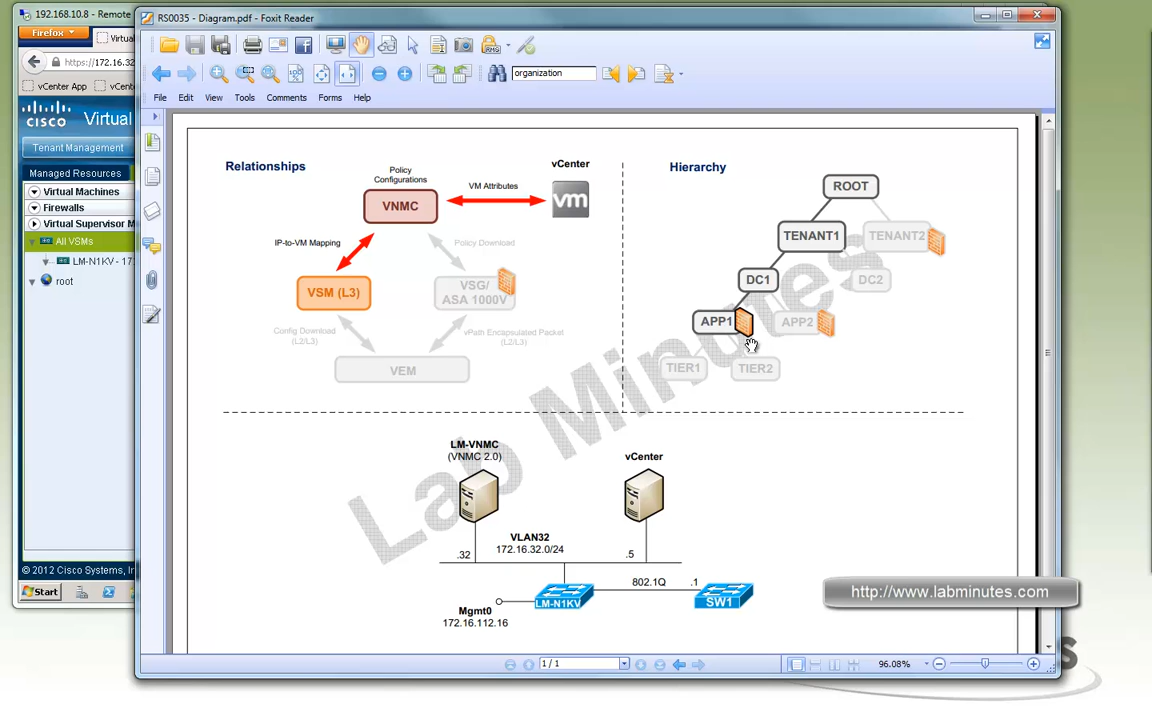 192.168.10.8 - Remote
RS0035 - Diagram.pdf - Foxit Reader
Firefox
Virtual
https://172.16.32
vCenter App
vCente
organization
File Edit View Tools Comments Forms Help
CISCO
Virtual
Tenant Management
Managed Resources
Virtual Machines
Firewalls
Virtual Supervisor M
All VSMs
LM-N1KV - 17
root
© 2012 Cisco Systems, In
Start
Relationships
Policy
Configurations
VNMC
VM Attributes
vCenter
vm
IP-to-VM Mapping
Policy Download
VSM (L3)
VSG/
ASA 1000V
Config Download
(L2/L3)
vPath Encapsulated Packet
(L2/L3)
VEM
Hierarchy
ROOT
TENANT1
TENANT2
DC1
DC2
APP1
APP2
TIER1
TIER2
Lab Minutes
LM-VNMC
(VNMC 2.0)
vCenter
VLAN32
172.16.32.0/24
.32
.5
802.1Q
.1
LM-N1KV
SW1
Mgmt0
172.16.112.16
http://www.labminutes.com
1 / 1
96.08%